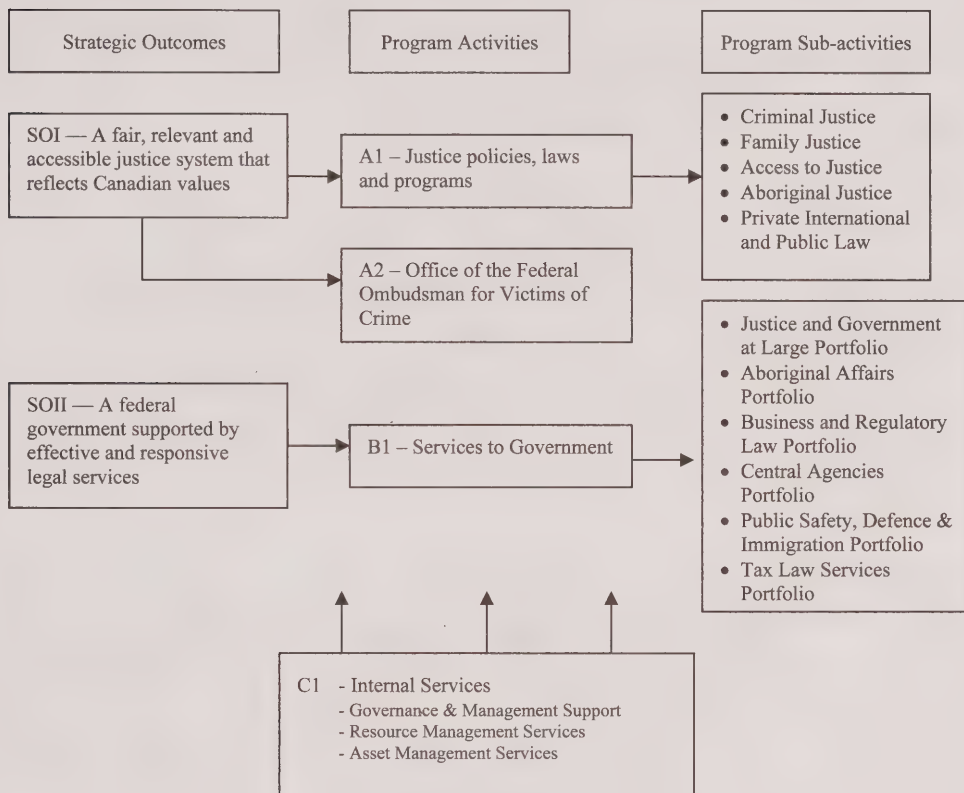 Strategic Outcomes
Program Activities
Program Sub-activities
SOI — A fair, relevant and
accessible justice system that
reflects Canadian values
A1 – Justice policies, laws
and programs
• Criminal Justice
• Family Justice
• Access to Justice
• Aboriginal Justice
• Private International
and Public Law
A2 – Office of the Federal
Ombudsman for Victims of
Crime
SOII — A federal
government supported by
effective and responsive
legal services
B1 – Services to Government
• Justice and Government
at Large Portfolio
• Aboriginal Affairs
Portfolio
• Business and Regulatory
Law Portfolio
• Central Agencies
Portfolio
• Public Safety, Defence &
Immigration Portfolio
• Tax Law Services
Portfolio
C1 - Internal Services
- Governance & Management Support
- Resource Management Services
- Asset Management Services